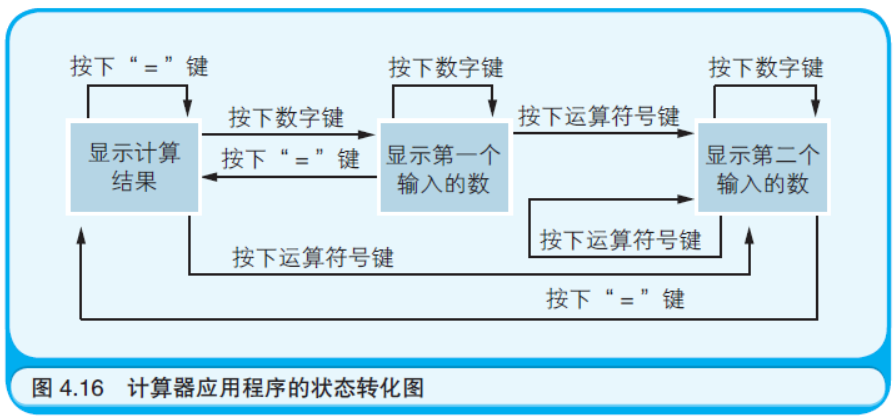 按下“=”键
按下数字键
按下数字键
按下数字键
按下运算符号键
显示计算
结果
按下“=”键
显示第一个
输入的数
显示第二个
输入的数
按下运算符号键
按下运算符号键
按下“=”键
图 4.16 计算器应用程序的状态转化图